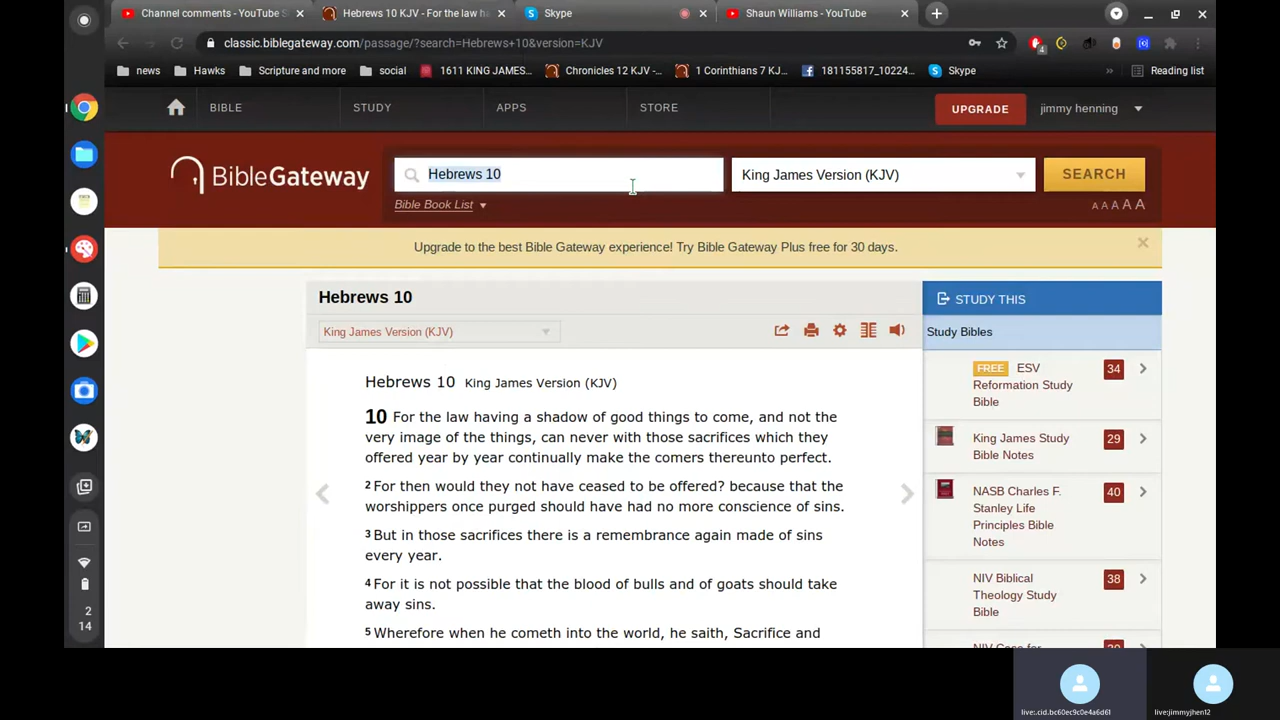 Channel comments - YouTube S
Hebrews 10 KJV - For the law ha
Skype
Shaun Williams - YouTube
classic.biblegateway.com/passage/?search=Hebrews+10&version=KJV
4
news
Hawks
Scripture and more
social
1611 KING JAMES...
Chronicles 12 KJV -...
1 Corinthians 7 KJ...
181155817_10224...
Skype
»
Reading list
BIBLE
STUDY
APPS
STORE
UPGRADE
jimmy henning
BibleGateway
Hebrews 10
King James Version (KJV)
SEARCH
Bible Book List
A A A A A
Upgrade to the best Bible Gateway experience! Try Bible Gateway Plus free for 30 days.
Hebrews 10
King James Version (KJV)
Hebrews 10 King James Version (KJV)
10 For the law having a shadow of good things to come, and not the
very image of the things, can never with those sacrifices which they
offered year by year continually make the comers thereunto perfect.
2 For then would they not have ceased to be offered? because that the
worshippers once purged should have had no more conscience of sins.
3 But in those sacrifices there is a remembrance again made of sins
every year.
4 For it is not possible that the blood of bulls and of goats should take
away sins.
5 Wherefore when he cometh into the world, he saith, Sacrifice and
STUDY THIS
Study Bibles
FREE ESV
Reformation Study
Bible
34
King James Study
Bible Notes
29
NASB Charles F.
Stanley Life
Principles Bible
Notes
40
NIV Biblical
Theology Study
Bible
38
2
14
live:.cid.bc60ec9c0e4a6d61
live:jimmyjhen12